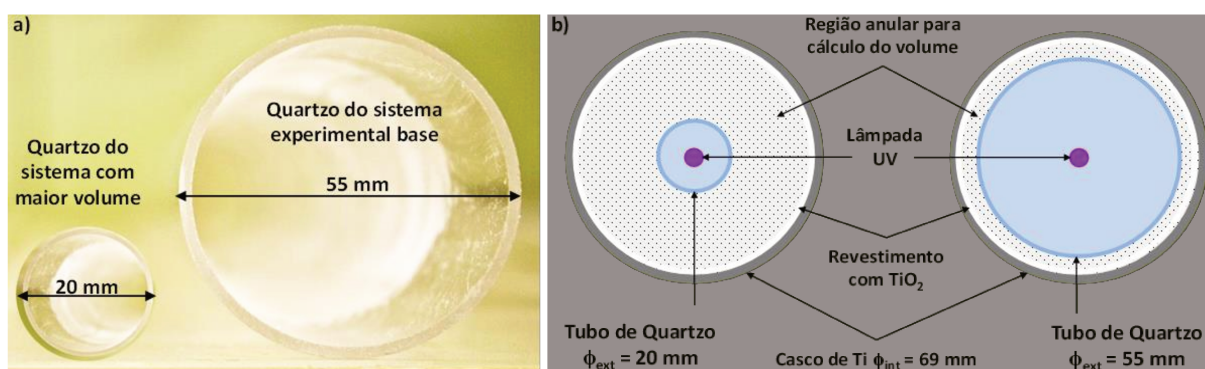 a)
Quartzo do sistema
experimental base
Quartzo do
sistema com
maior volume
55 mm
20 mm
b)
Região anular para
cálculo do volume
Lâmpada
UV
Revestimento
com TiO₂
Tubo de Quartzo
ϕext = 20 mm
Casco de Ti ϕint = 69 mm
Tubo de Quartzo
ϕext = 55 mm